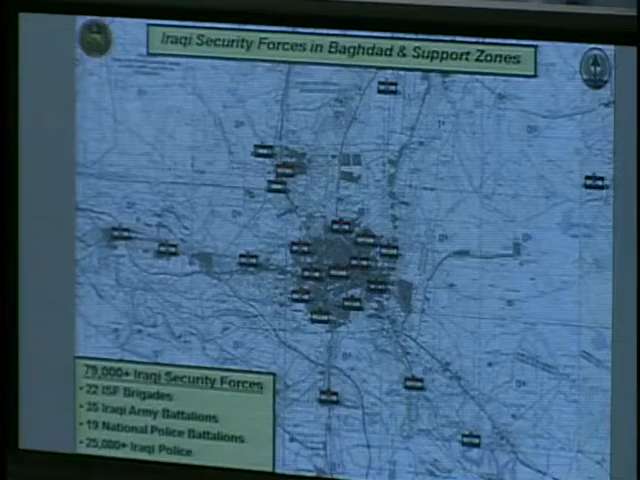 Iraqi Security Forces in Baghdad & Support Zones
79,000+ Iraqi Security Forces
• 22 ISF Brigades
• 35 Iraqi Army Battalions
• 19 National Police Battalions
• 25,000+ Iraqi Police